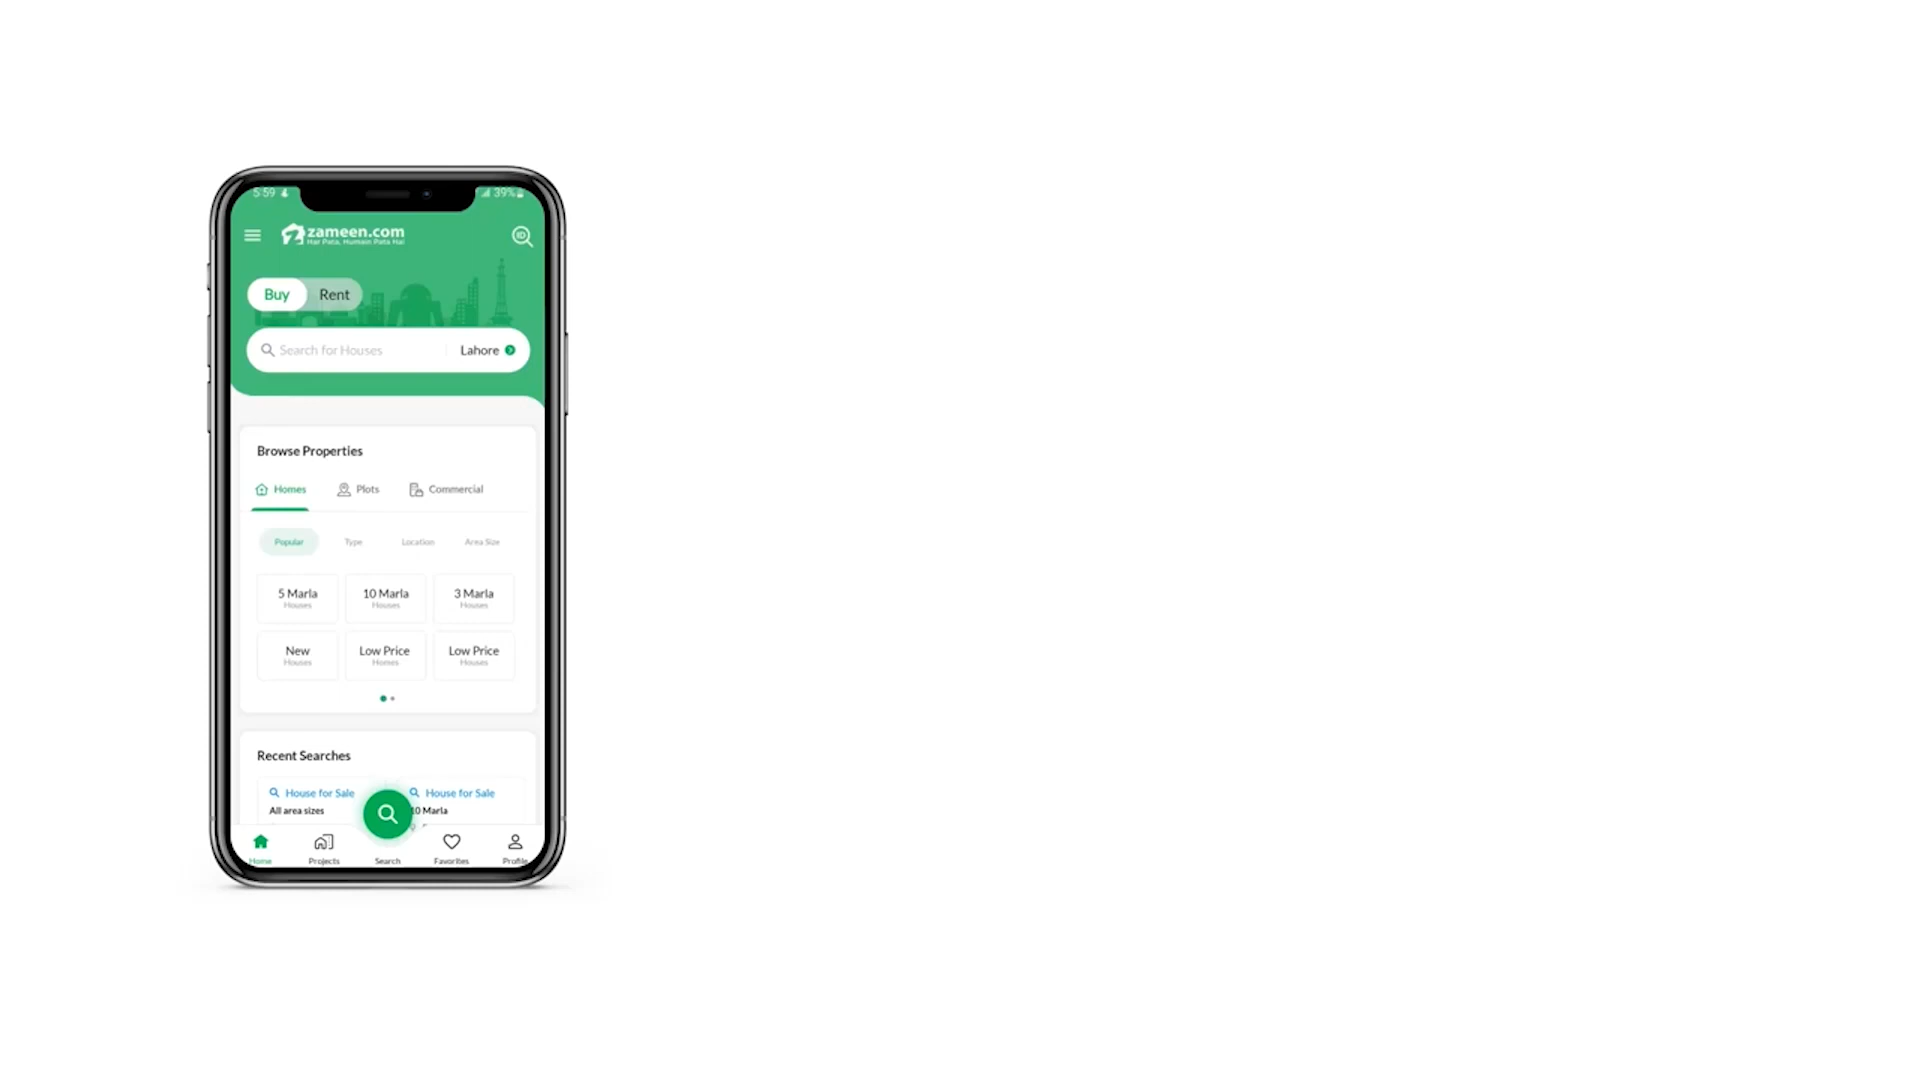 5:59 39%
zameen.com
Har Pata, Humein Pata Hai
Buy Rent
Search for Houses Lahore
Browse Properties
Homes Plots Commercial
Popular Type Location Area Size
5 Marla 10 Marla 3 Marla
Houses Houses Houses
New Low Price Low Price
Houses Homes Houses
Recent Searches
House for Sale House for Sale
All area sizes 10 Marla
Home Projects Search Favorites Profile